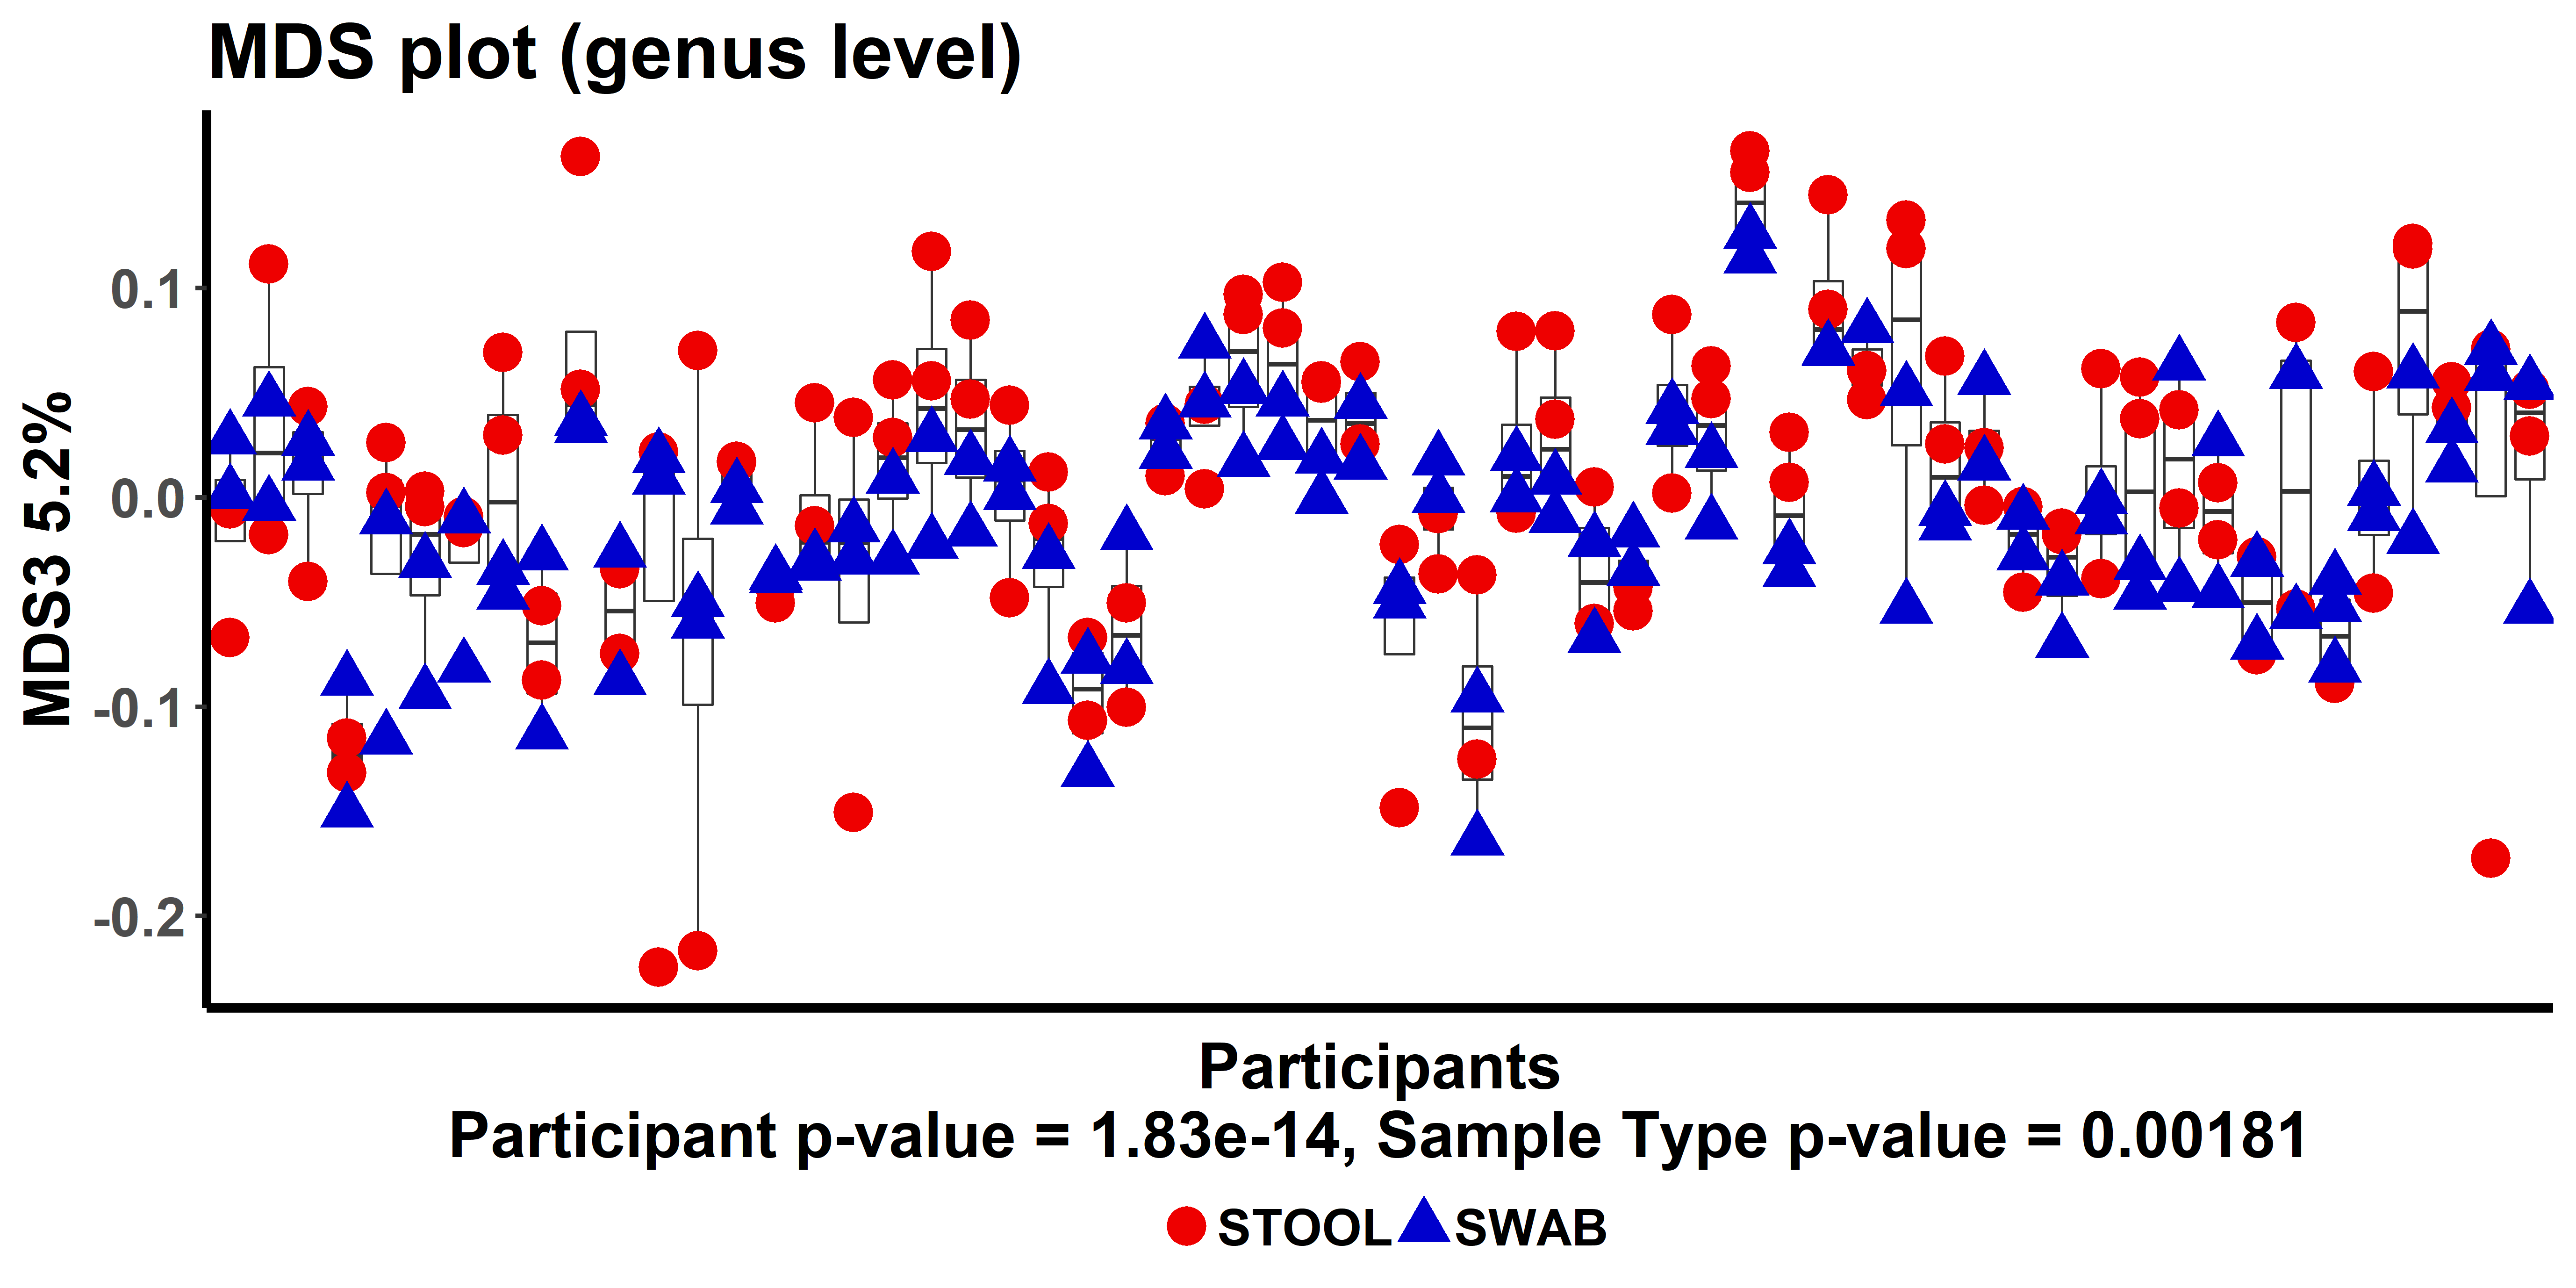 MDS plot (genus level)
MDS3 5.2%
0.1
0.0
-0.1
-0.2
Participants
Participant p-value = 1.83e-14, Sample Type p-value = 0.00181
STOOL SWAB